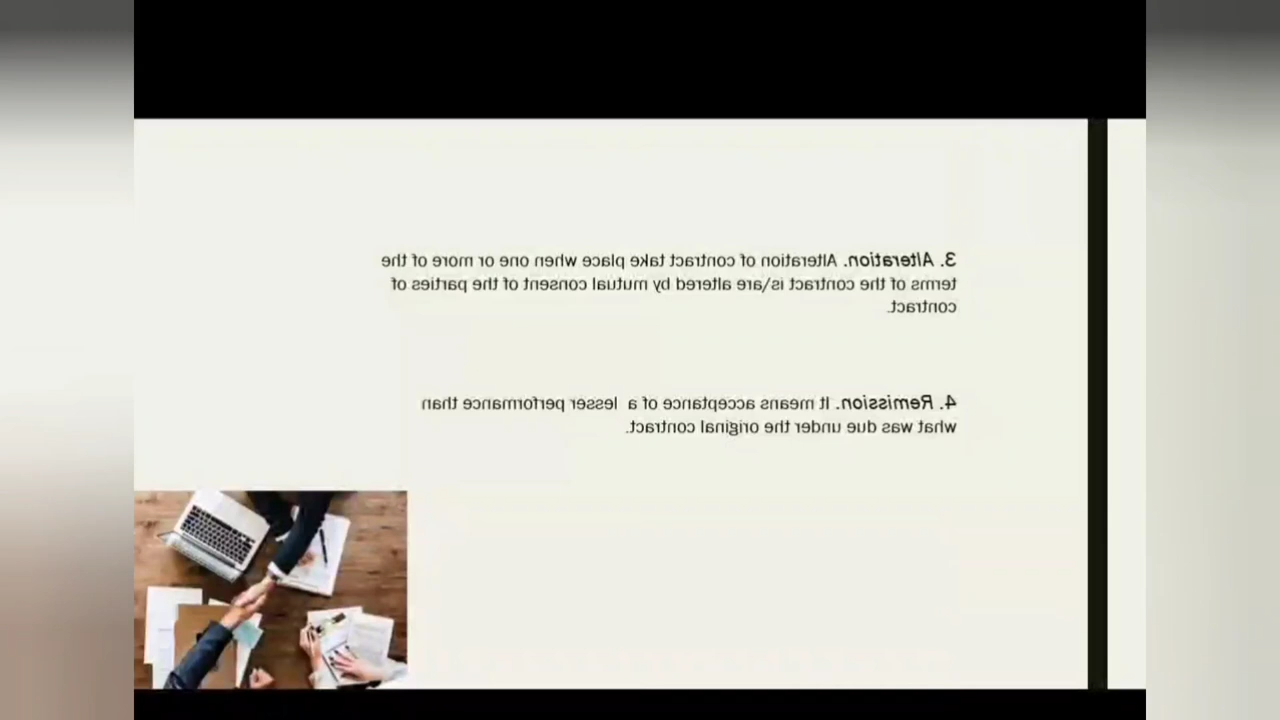 3. Alteration. Alteration of contract take place when one or more of the
terms of the contract is/are altered by mutual consent of the parties of
contract.
4. Remission. It means acceptance of a lesser performance than
what was due under the original contract.